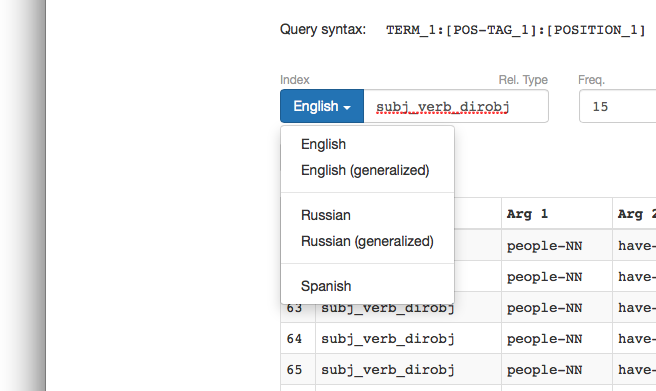 Query syntax: TERM_1:[POS-TAG_1]:[POSITION_1]
Index Rel. Type Freq.
English subj_verb_dirobj 15
English
English (generalized)
Russian
Russian (generalized)
Spanish
Arg 1 Arg 2
people-NN have-
people-NN have-
63 subj_verb_dirobj people-NN have-
64 subj_verb_dirobj people-NN have-
65 subj_verb_dirobj people-NN have-